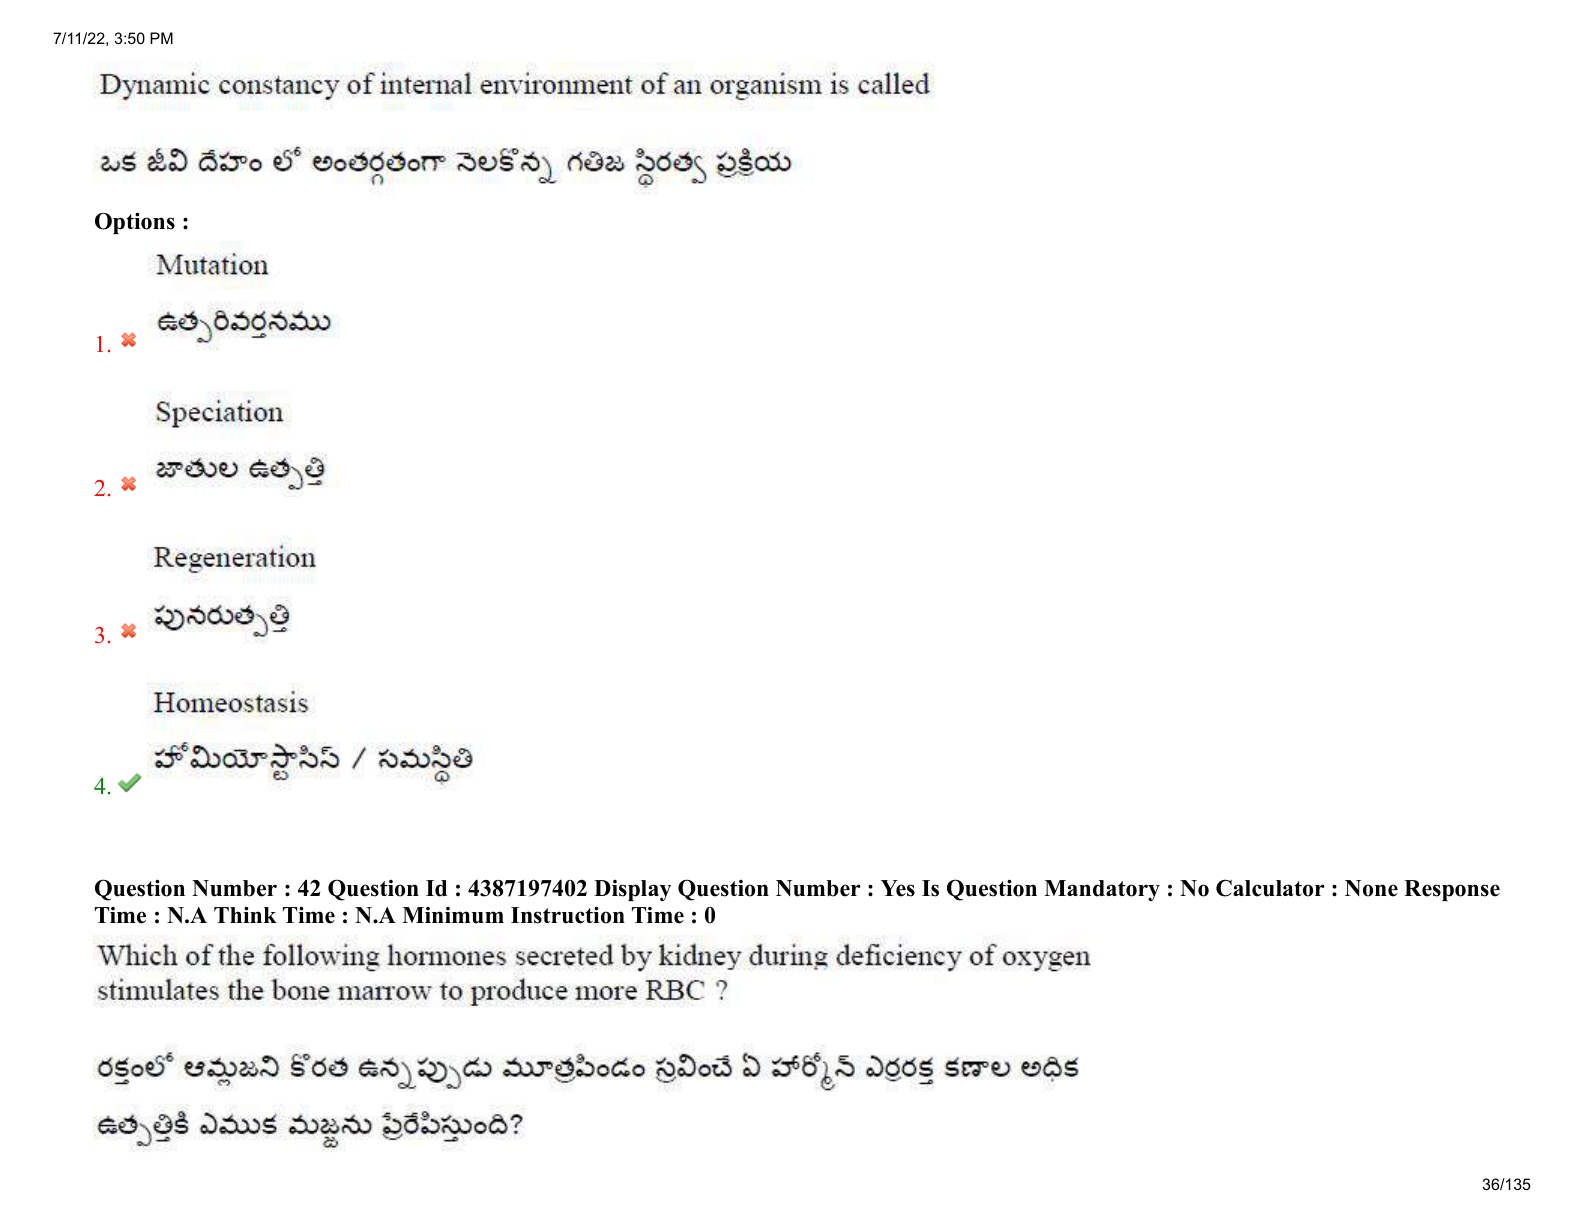 7/11/22, 3:50 PM
Dynamic constancy of internal environment of an organism is called
ఒక జీవి దేహం లో అంతర్గతంగా నెలకొన్న గతిజ స్థిరత్వ ప్రక్రియ
Options :
Mutation
ఉత్పరివర్తనము
1.
Speciation
జాతుల ఉత్పత్తి
2.
Regeneration
పునరుత్పత్తి
3.
Homeostasis
హోమియోస్టాసిస్ / సమస్థితి
4.
Question Number : 42 Question Id : 4387197402 Display Question Number : Yes Is Question Mandatory : No Calculator : None Response
Time : N.A Think Time : N.A Minimum Instruction Time : 0
Which of the following hormones secreted by kidney during deficiency of oxygen
stimulates the bone marrow to produce more RBC ?
రక్తంలో ఆమ్లజని కొరత ఉన్నప్పుడు మూత్రపిండం స్రవించే ఏ హార్మోన్ ఎర్రరక్త కణాల అధిక
ఉత్పత్తికి ఎముక మజ్జను ప్రేరేపిస్తుంది?
36/135